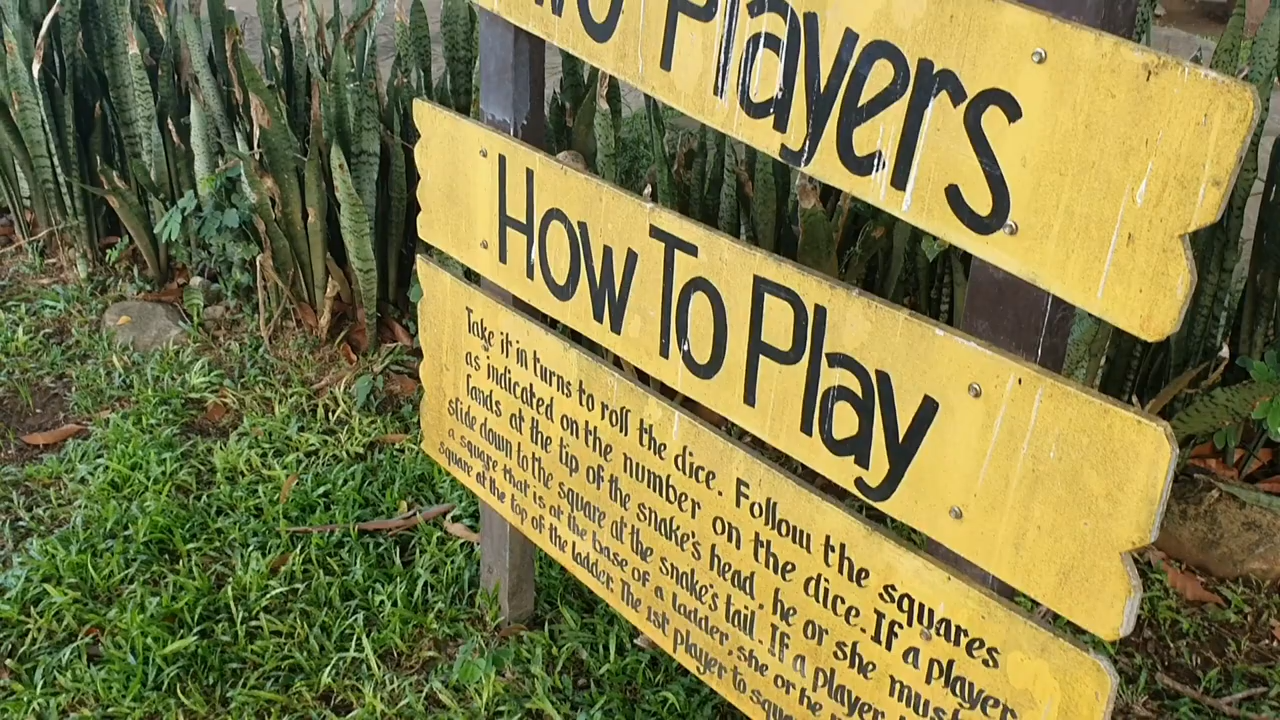 Players
How To Play
Take it in turns to roll the dice. Follow the squares
as indicated on the number on the dice. If a player
lands at the tip of the snake's head, he or she must
slide down to the square at the snake's tail. If a player
a square that is at the base of a ladder, she or he
square at the top of the ladder. The 1st player to